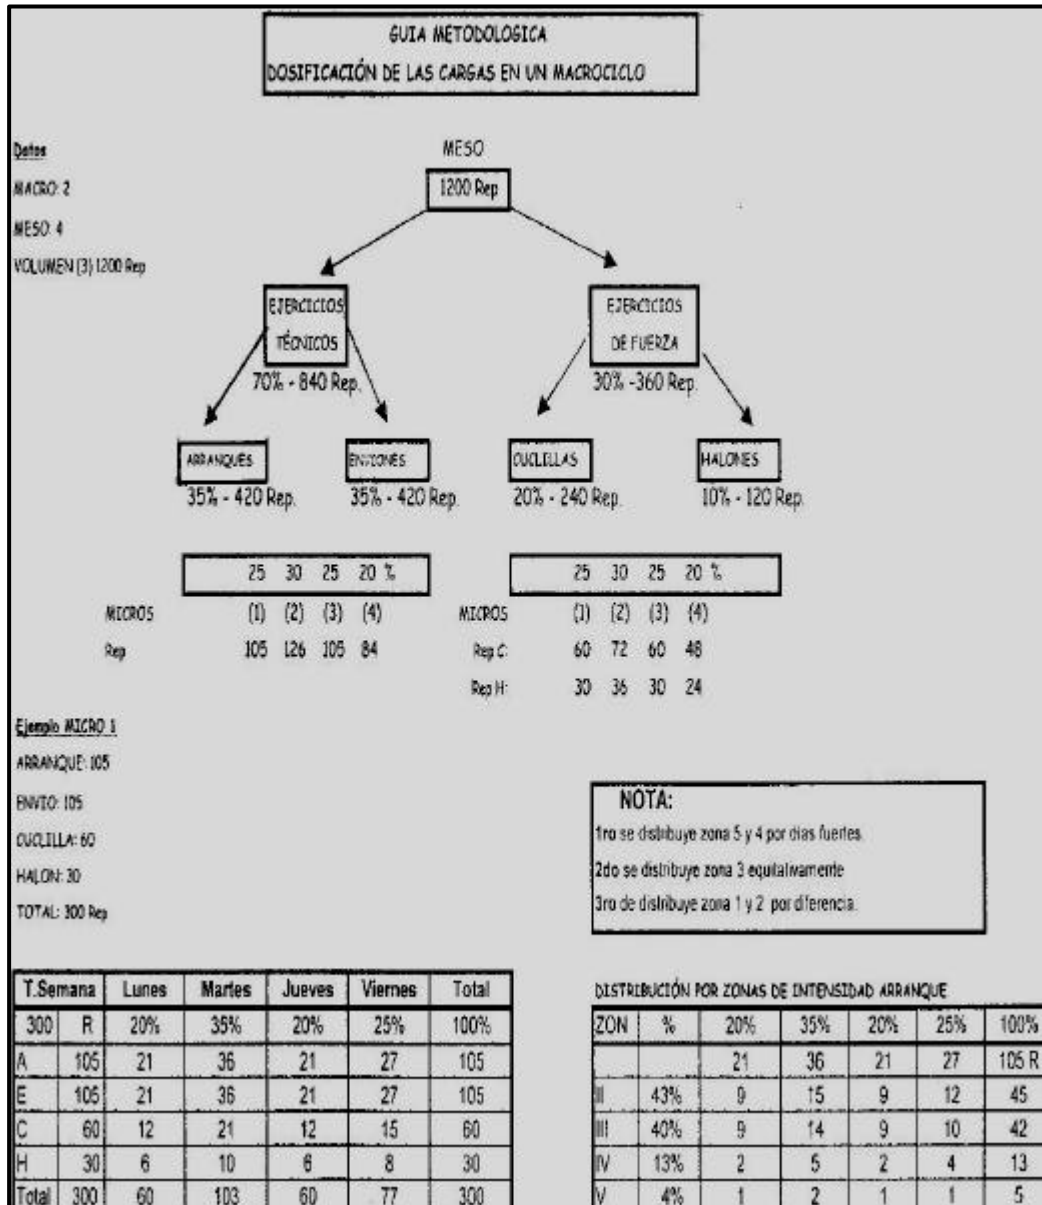 GUIA METODOLOGICA
DOSIFICACIÓN DE LAS CARGAS EN UN MACROCICLO
Datos
MACRO: 2
MESO: 4
VOLUMEN (3) 1200 Rep
MESO
1200 Rep
EJERCICIOS
TÉCNICOS
70% - 840 Rep.
EJERCICIOS
DE FUERZA
30% -360 Rep.
ARRANQUES
35% - 420 Rep.
ENVIONES
35% - 420 Rep.
CUCLILLAS
20% - 240 Rep.
HALONES
10% - 120 Rep.
25 30 25 20 %
MICROS (1) (2) (3) (4)
Rep 105 126 105 84
25 30 25 20 %
MICROS (1) (2) (3) (4)
Rep C: 60 72 60 48
Rep H: 30 36 30 24
Ejemplo MICRO 1
ARRANQUE: 105
ENVIO: 105
CUCLILLA: 60
HALON: 30
TOTAL: 300 Rep
NOTA:
1ro se distribuye zona 5 y 4 por dias fuertes.
2do se distribuye zona 3 equitativamente
3ro de distribuye zona 1 y 2 por diferencia.
T.Semana Lunes Martes Jueves Viernes Total
300 R 20% 35% 20% 25% 100%
A 105 21 36 21 27 105
E 105 21 36 21 27 105
C 60 12 21 12 15 60
H 30 6 10 6 8 30
Total 300 60 103 60 77 300
DISTRIBUCIÓN POR ZONAS DE INTENSIDAD ARRANQUE
ZON % 20% 35% 20% 25% 100%
21 36 21 27 105 R
II 43% 9 15 9 12 45
III 40% 9 14 9 10 42
IV 13% 2 5 2 4 13
V 4% 1 2 1 1 5